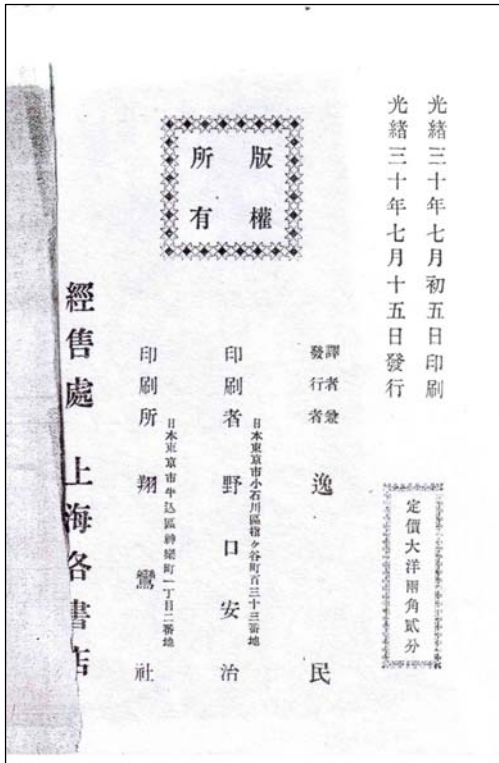 光緒三十年七月初五日印刷
光緒三十年七月十五日發行
定價大洋兩角貳分
版權
所有
譯者兼
發行者 逸民
日本東京市小石川區指ヶ谷町百三十三番地
印刷者 野口安治
日本東京市牛込區神樂町一丁目二番地
印刷所 翔鸞社
經售處 上海各書店